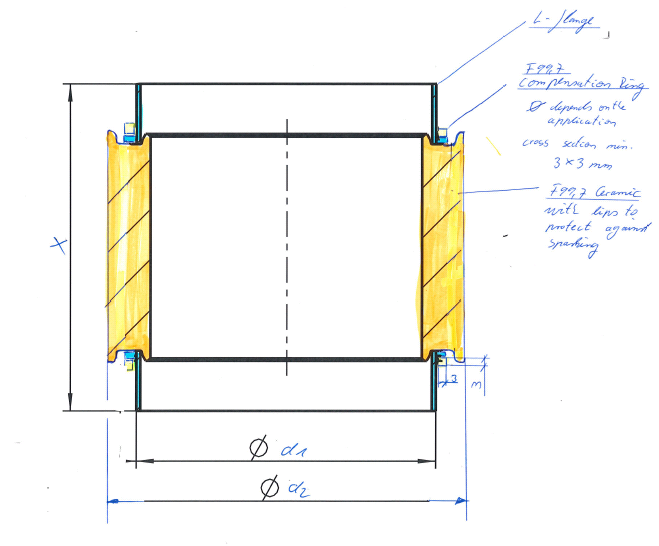 L-flange
F99,7
Compensation Ring
Ø depends on the
application
cross section min.
3 × 3 mm
F99,7 Ceramic
with lips to
protect against
sparking
X
3
3
Ø d1
Ø d2